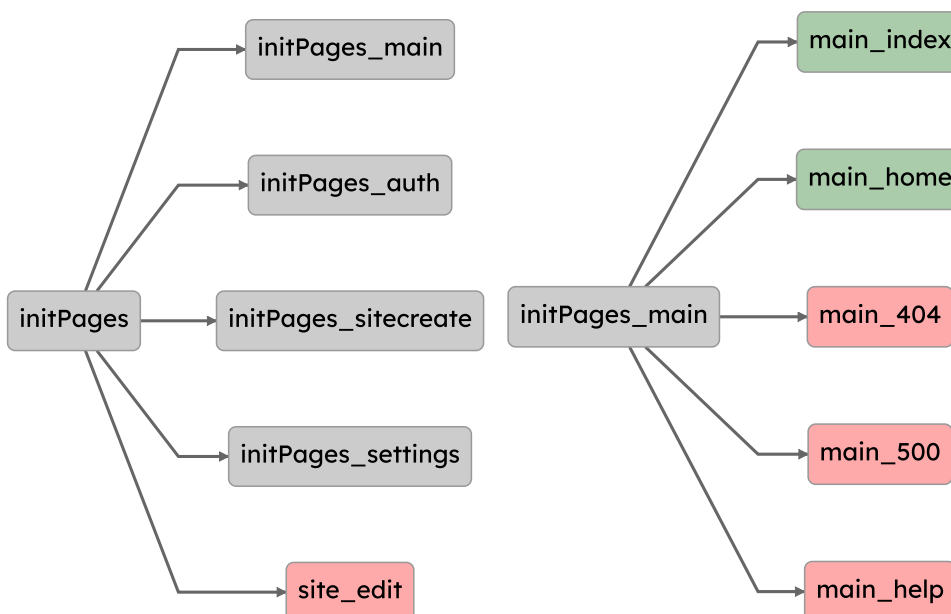 initPages_main
initPages_auth
initPages
initPages_sitecreate
initPages_settings
site_edit
main_index
main_home
initPages_main
main_404
main_500
main_help